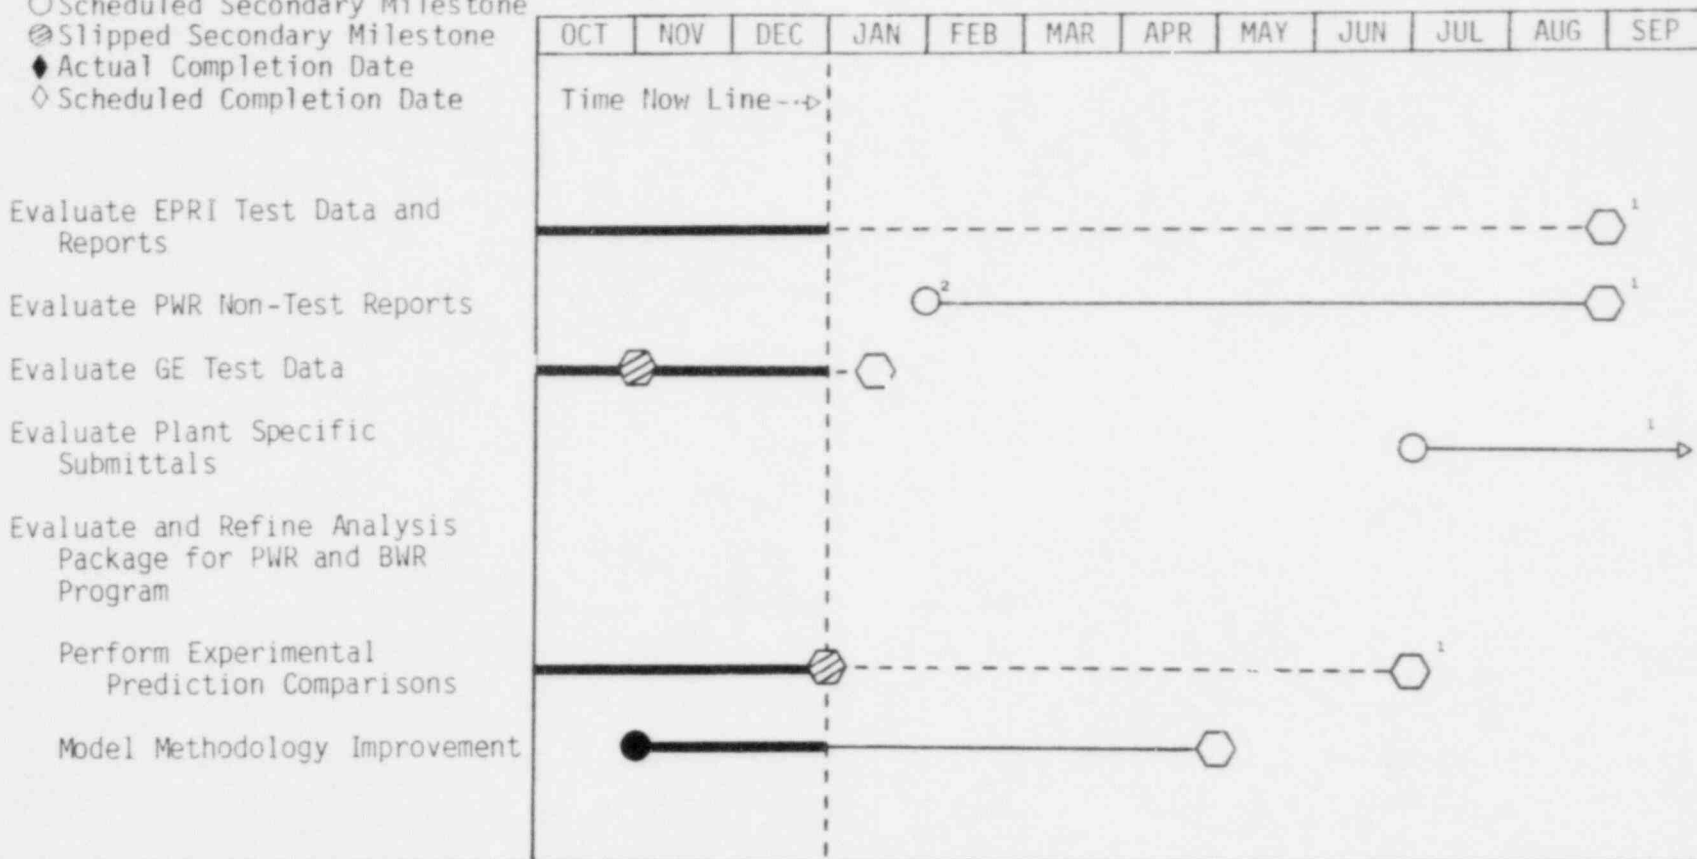 ○Scheduled Secondary Milestone
Slipped Secondary Milestone
♦Actual Completion Date
◇Scheduled Completion Date
OCT NOV DEC JAN FEB MAR APR MAY JUN JUL AUG SEP
Time Now Line
Evaluate EPRI Test Data and
Reports
1
Evaluate PWR Non-Test Reports
2 1
Evaluate GE Test Data
Evaluate Plant Specific
Submittals
1
Evaluate and Refine Analysis
Package for PWR and BWR
Program
Perform Experimental
Prediction Comparisons
1
Model Methodology Improvement